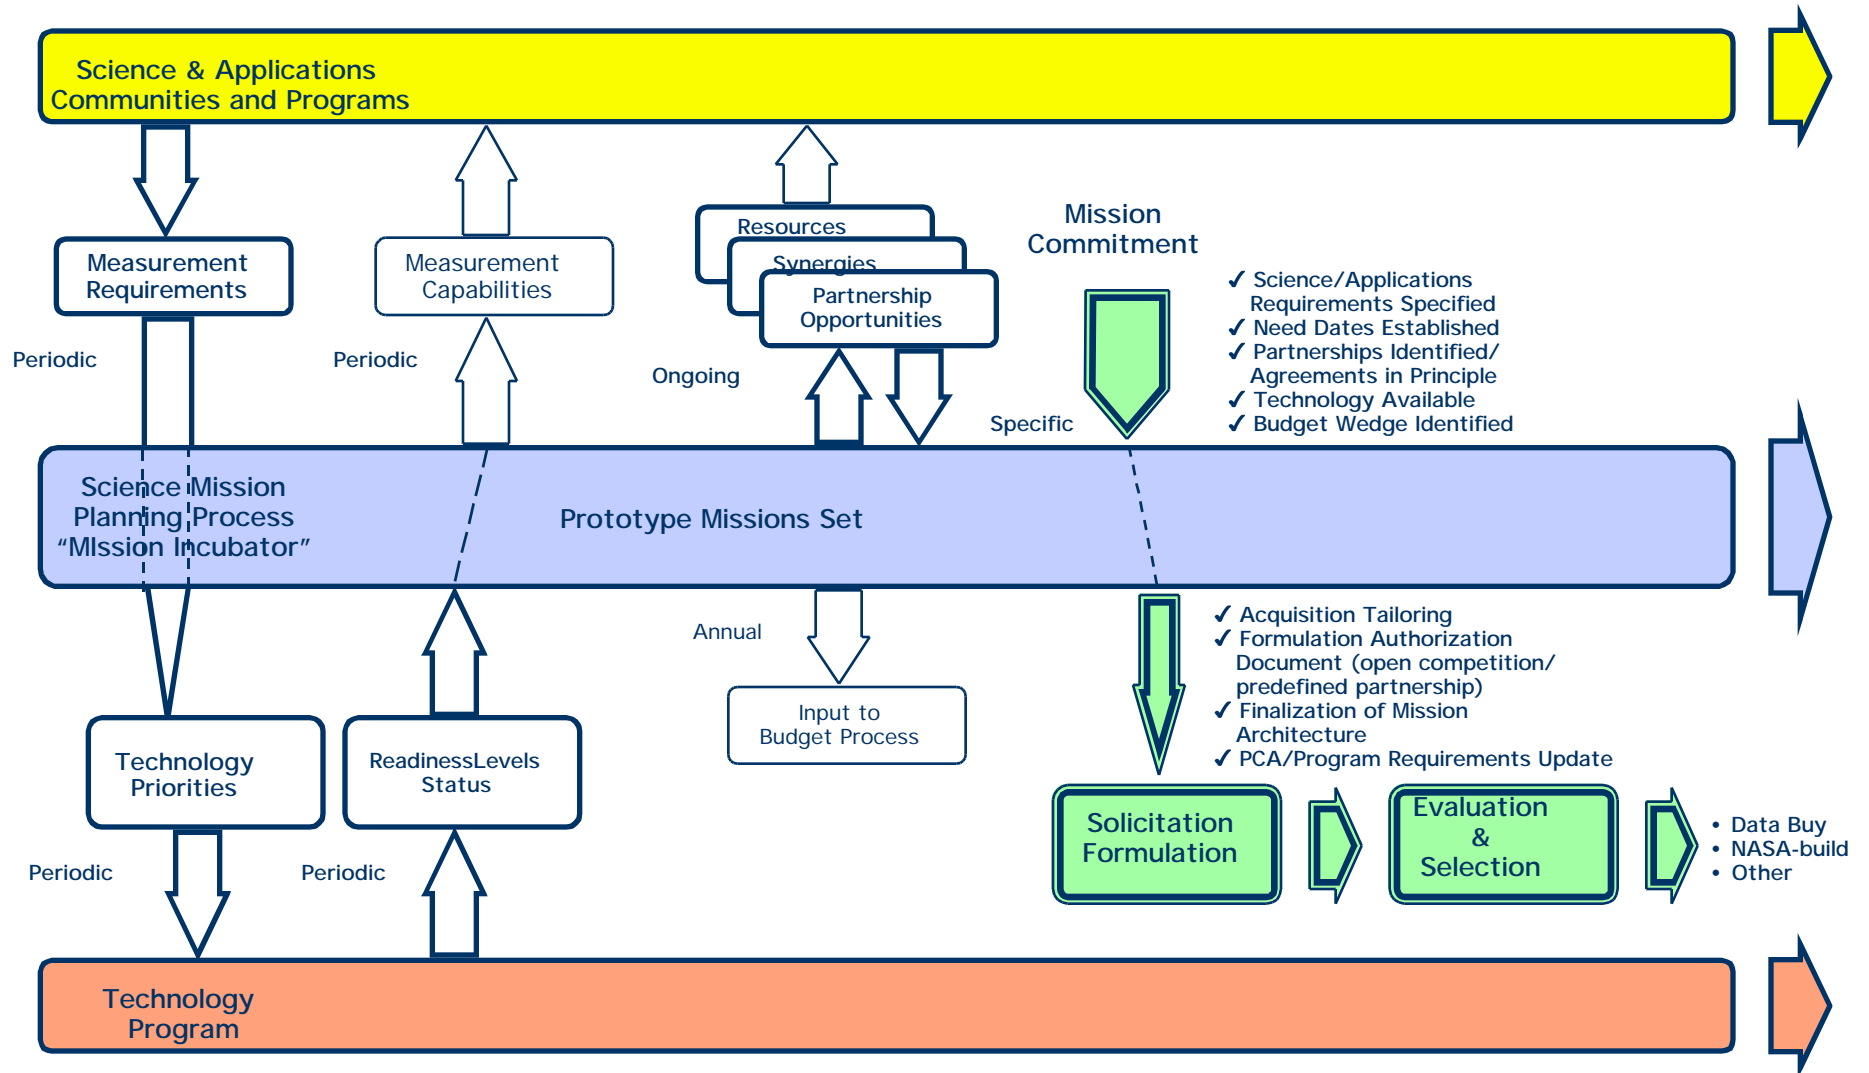 Science & Applications
Communities and Programs
Measurement
Requirements
Measurement
Capabilities
Resources
Synergies
Partnership
Opportunities
Mission
Commitment
✓ Science/Applications
Requirements Specified
✓ Need Dates Established
✓ Partnerships Identified/
Agreements in Principle
✓ Technology Available
✓ Budget Wedge Identified
Periodic
Periodic
Ongoing
Specific
Science Mission
Planning Process
“MIssion Incubator”
Prototype Missions Set
Annual
✓ Acquisition Tailoring
✓ Formulation Authorization
Document (open competition/
predefined partnership)
✓ Finalization of Mission
Architecture
✓ PCA/Program Requirements Update
Technology
Priorities
ReadinessLevels
Status
Input to
Budget Process
Solicitation
Formulation
Evaluation
&
Selection
• Data Buy
• NASA-build
• Other
Periodic
Periodic
Technology
Program